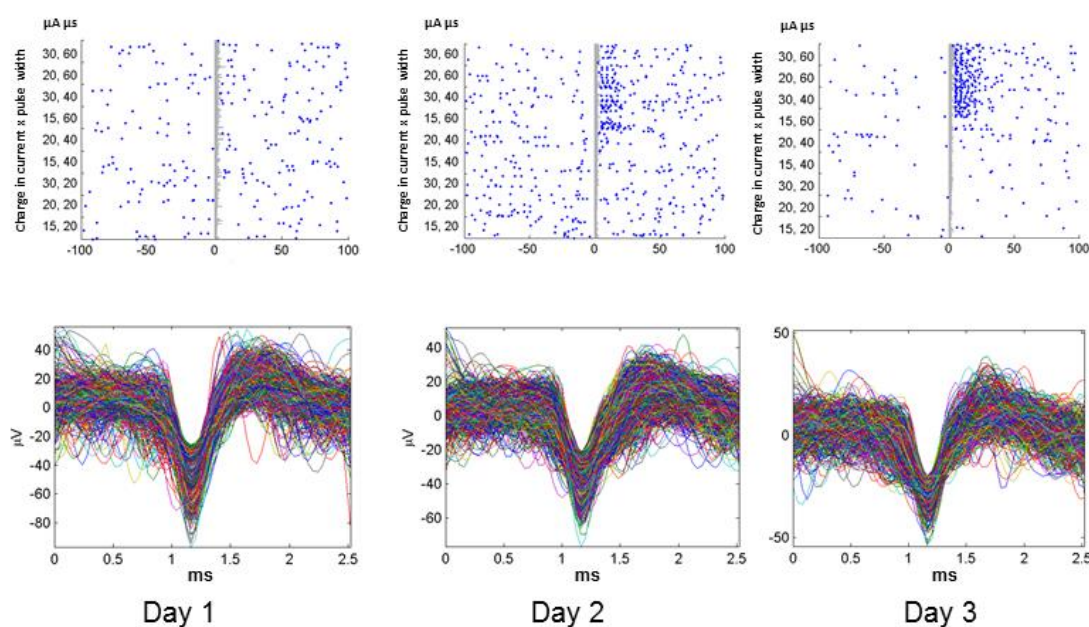 μA μs
Charge in current x pulse width
30, 60
20, 60
30, 40
15, 60
20, 40
15, 40
30, 20
20, 20
15, 20
-100 -50 0 50 100
μA μs
Charge in current x pulse width
30, 60
20, 60
30, 40
15, 60
20, 40
15, 40
30, 20
20, 20
15, 20
-100 -50 0 50 100
μA μs
Charge in current x pulse width
30, 60
20, 60
30, 40
15, 60
20, 40
15, 40
30, 20
20, 20
15, 20
-100 -50 0 50 100
μV
40
20
0
-20
-40
-60
-80
0 0.5 1 1.5 2 2.5
ms
40
20
0
-20
-40
-60
0 0.5 1 1.5 2 2.5
ms
50
0
-50
0 0.5 1 1.5 2 2.5
ms
Day 1
Day 2
Day 3